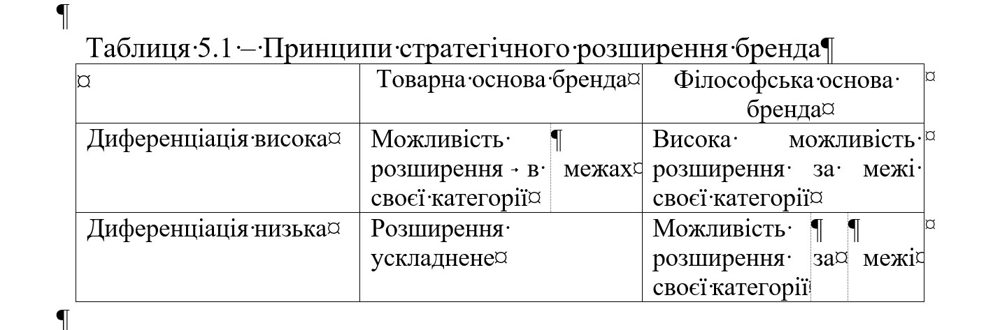 Таблиця 5.1 – Принципи стратегічного розширення бренда
Товарна основа бренда
Філософська основа
бренда
Диференціація висока
Можливість
розширення в межах
своєї категорії
Висока можливість
розширення за межі
своєї категорії
Диференціація низька
Розширення
ускладнене
Можливість
розширення за межі
своєї категорії